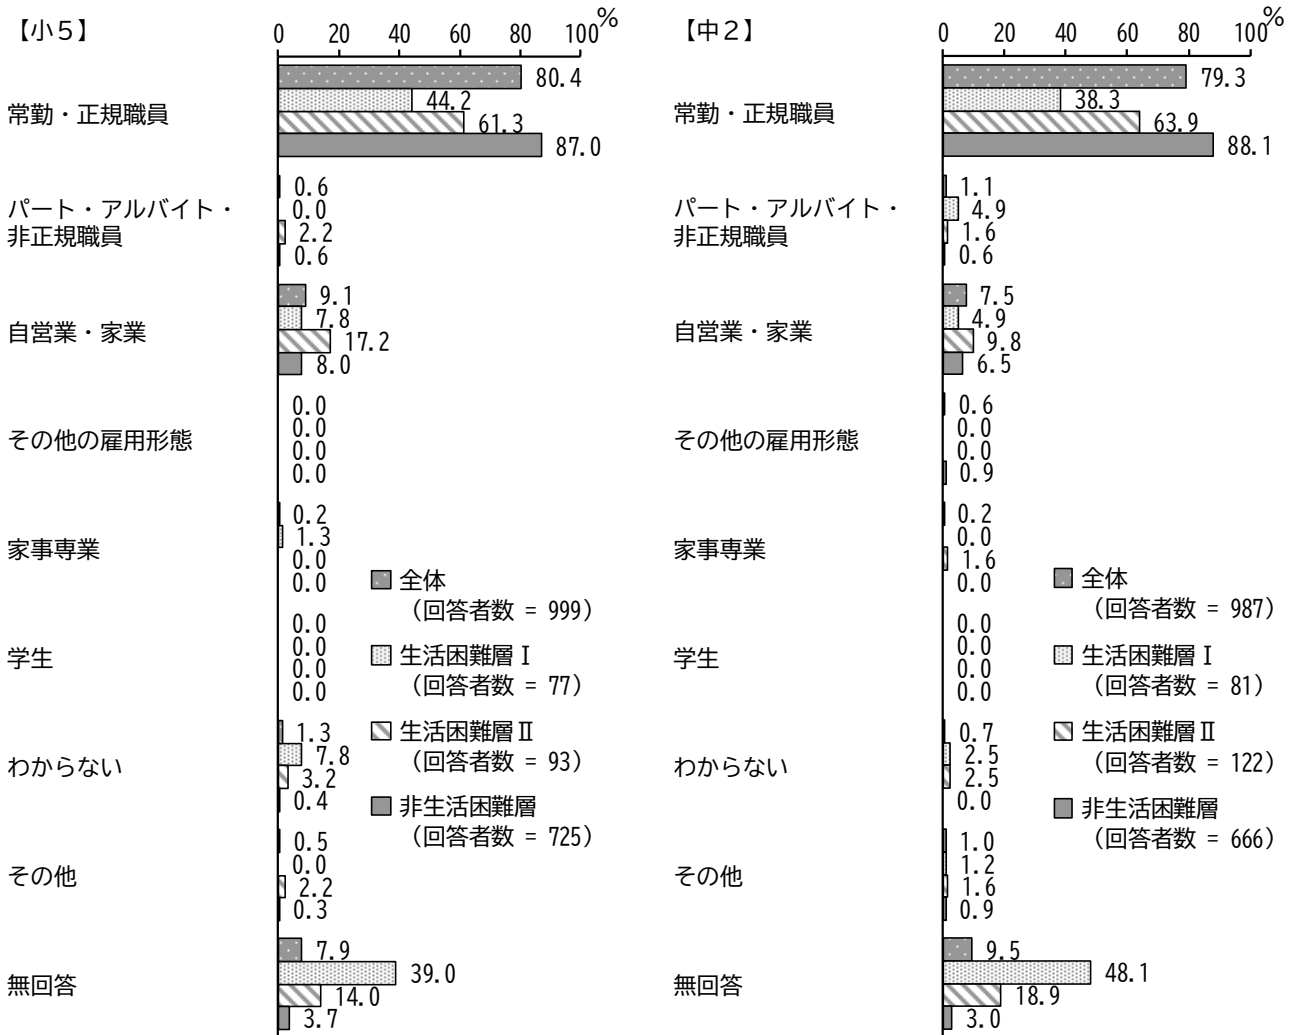 【小５】
0 20 40 60 80 100 %
常勤・正規職員
80.4
44.2
61.3
87.0
パート・アルバイト・
非正規職員
0.6
0.0
2.2
0.6
自営業・家業
9.1
7.8
17.2
8.0
その他の雇用形態
0.0
0.0
0.0
0.0
家事専業
0.2
1.3
0.0
0.0
学生
0.0
0.0
0.0
0.0
わからない
1.3
7.8
3.2
0.4
その他
0.5
0.0
2.2
0.3
無回答
7.9
39.0
14.0
3.7
全体
（回答者数 = 999）
生活困難層Ⅰ
（回答者数 = 77）
生活困難層Ⅱ
（回答者数 = 93）
非生活困難層
（回答者数 = 725）
【中２】
0 20 40 60 80 100 %
常勤・正規職員
79.3
38.3
63.9
88.1
パート・アルバイト・
非正規職員
1.1
4.9
1.6
0.6
自営業・家業
7.5
4.9
9.8
6.5
その他の雇用形態
0.6
0.0
0.0
0.9
家事専業
0.2
0.0
1.6
0.0
学生
0.0
0.0
0.0
0.0
わからない
0.7
2.5
2.5
0.0
その他
1.0
1.2
1.6
0.9
無回答
9.5
48.1
18.9
3.0
全体
（回答者数 = 987）
生活困難層Ⅰ
（回答者数 = 81）
生活困難層Ⅱ
（回答者数 = 122）
非生活困難層
（回答者数 = 666）